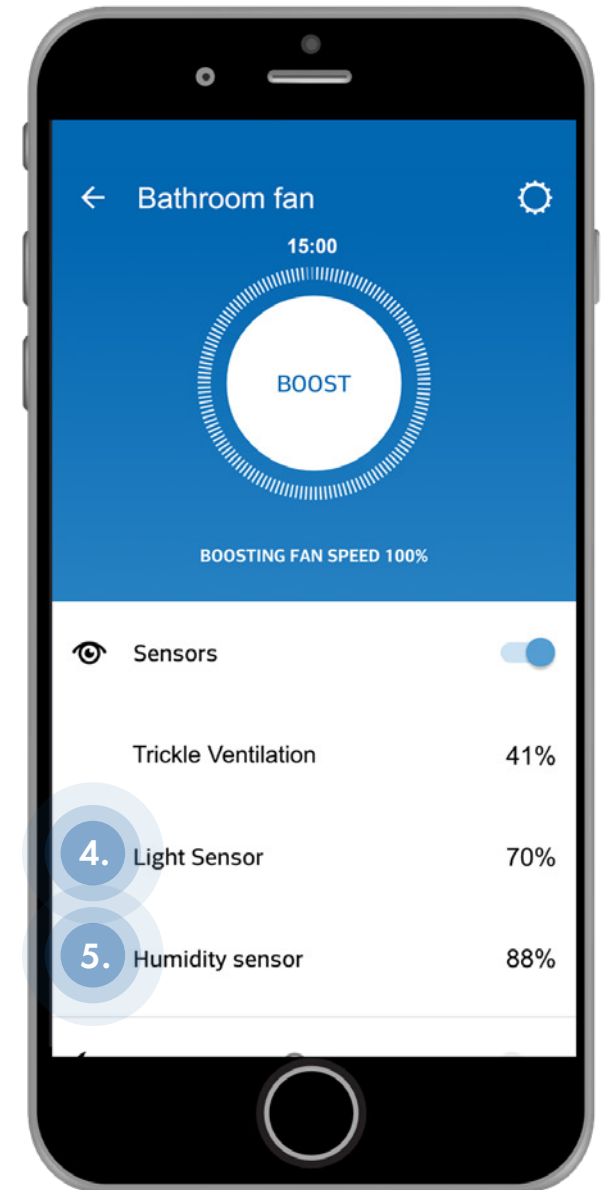 Bathroom fan
15:00
BOOST
BOOSTING FAN SPEED 100%
Sensors
Trickle Ventilation 41%
4. Light Sensor 70%
5. Humidity sensor 88%